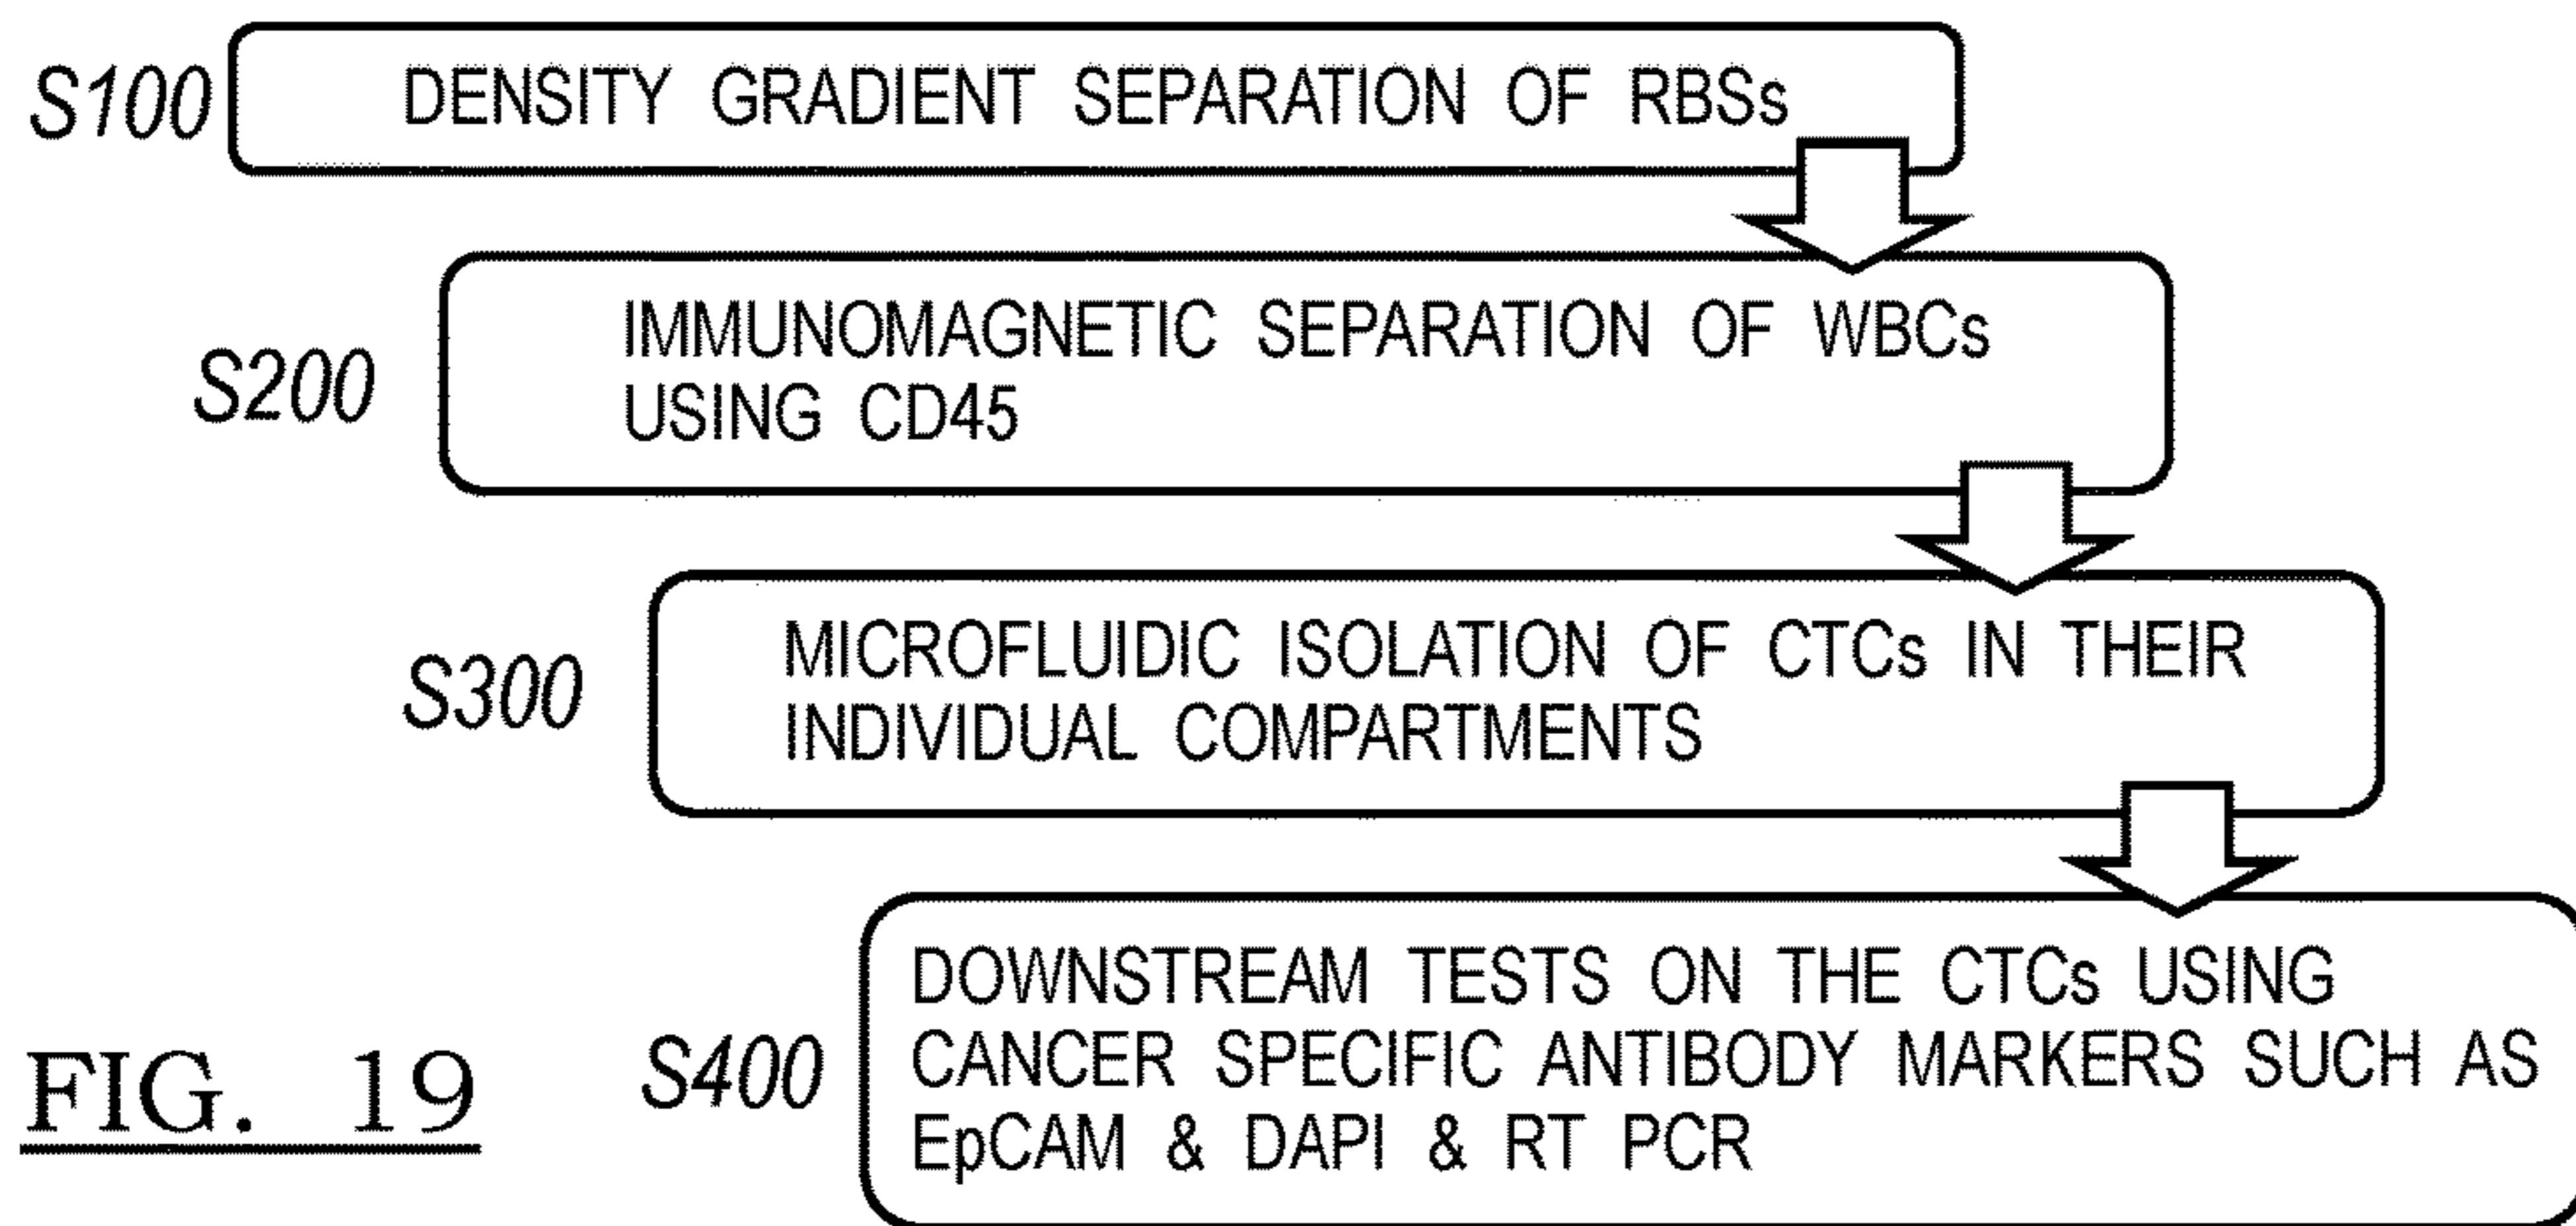 S100
DENSITY GRADIENT SEPARATION OF RBSs
S200
IMMUNOMAGNETIC SEPARATION OF WBCs
USING CD45
S300
MICROFLUIDIC ISOLATION OF CTCs IN THEIR
INDIVIDUAL COMPARTMENTS
S400
DOWNSTREAM TESTS ON THE CTCs USING
CANCER SPECIFIC ANTIBODY MARKERS SUCH AS
EpCAM & DAPI & RT PCR
FIG. 19